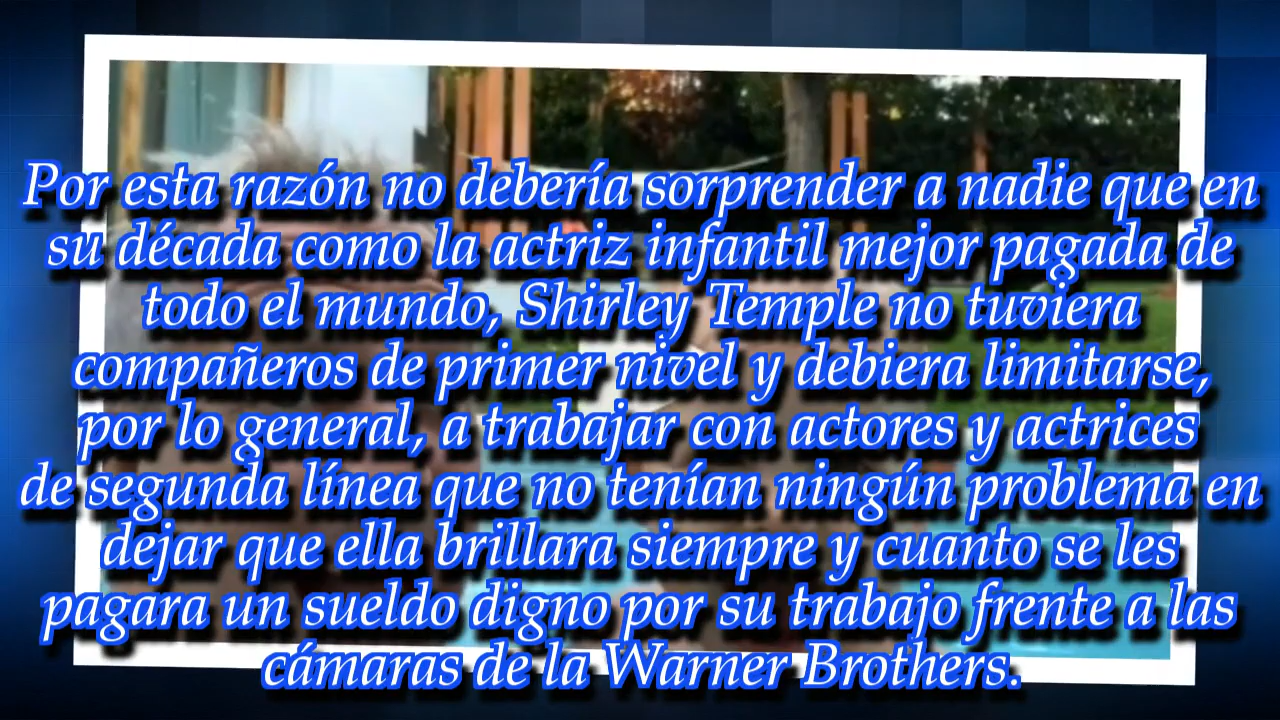 Por esta razón no debería sorprender a nadie que en
su década como la actriz infantil mejor pagada de
todo el mundo, Shirley Temple no tuviera
compañeros de primer nivel y debiera limitarse,
por lo general, a trabajar con actores y actrices
de segunda línea que no tenían ningún problema en
dejar que ella brillara siempre y cuanto se les
pagara un sueldo digno por su trabajo frente a las
cámaras de la Warner Brothers.